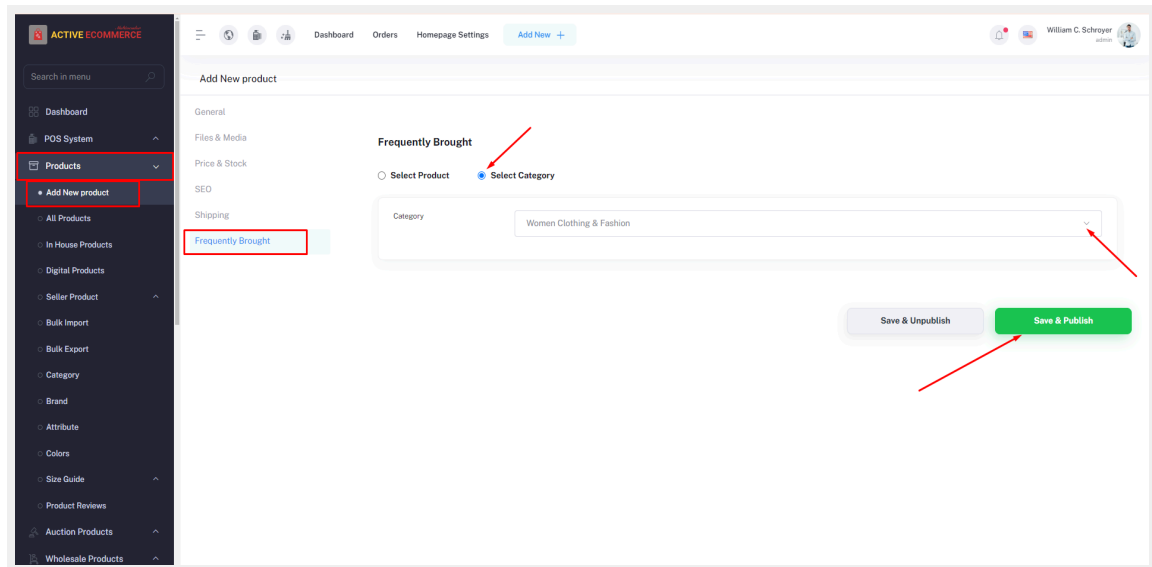 ACTIVE ECOMMERCE
Dashboard
Orders
Homepage Settings
Add New +
William C. Schroyer
admin
Search in menu
Dashboard
POS System
Products
Add New product
All Products
In House Products
Digital Products
Seller Product
Bulk Import
Bulk Export
Category
Brand
Attribute
Colors
Size Guide
Product Reviews
Auction Products
Wholesale Products
Add New product
General
Files & Media
Price & Stock
SEO
Shipping
Frequently Brought
Frequently Brought
Select Product
Select Category
Category
Women Clothing & Fashion
Save & Unpublish
Save & Publish